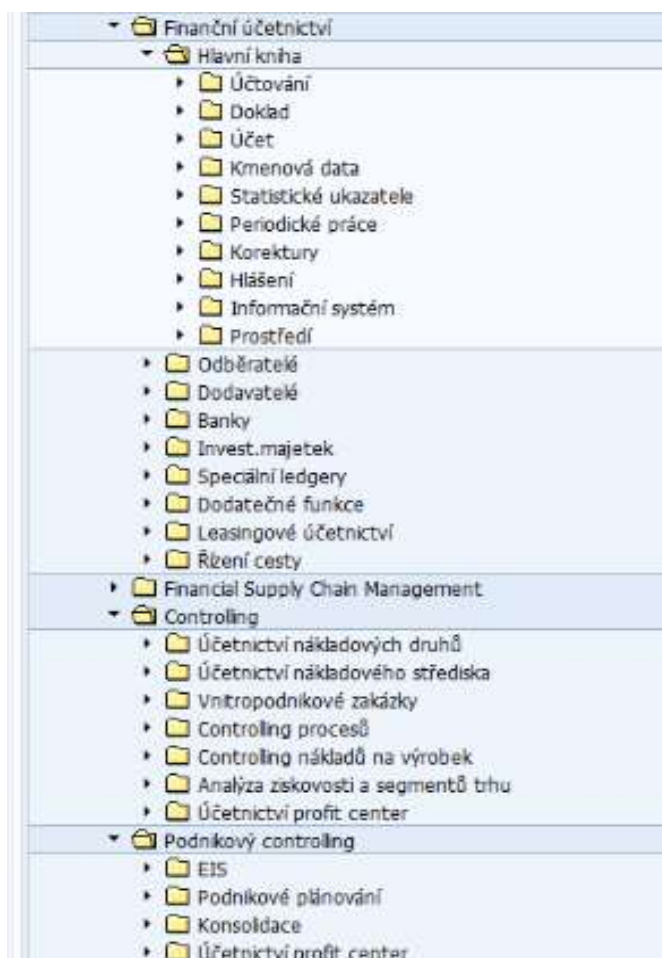 Finanční účetnictví
Hlavní kniha
Účtování
Doklad
Účet
Kmenová data
Statistické ukazatele
Periodické práce
Korektury
Hlášení
Informační systém
Prostředí
Odběratelé
Dodavatelé
Banky
Invest.majetek
Speciální ledgery
Dodatečné funkce
Leasingové účetnictví
Řízení cesty
Financial Supply Chain Management
Controlling
Účetnictví nákladových druhů
Účetnictví nákladového střediska
Vnitropodnikové zakázky
Controlling procesů
Controlling nákladů na výrobek
Analýza ziskovosti a segmentů trhu
Účetnictví profit center
Podnikový controlling
EIS
Podnikové plánování
Konsolidace
Účetnictví profit center